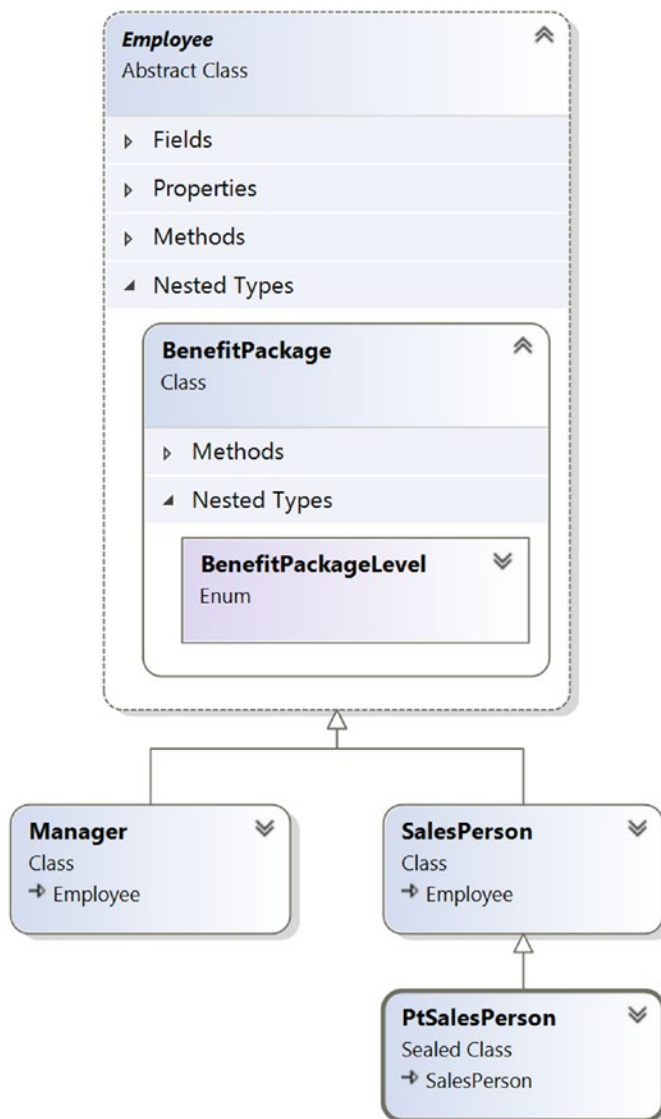 Employee
Abstract Class
Fields
Properties
Methods
Nested Types
BenefitPackage
Class
Methods
Nested Types
BenefitPackageLevel
Enum
Manager
Class
Employee
SalesPerson
Class
Employee
PtSalesPerson
Sealed Class
SalesPerson